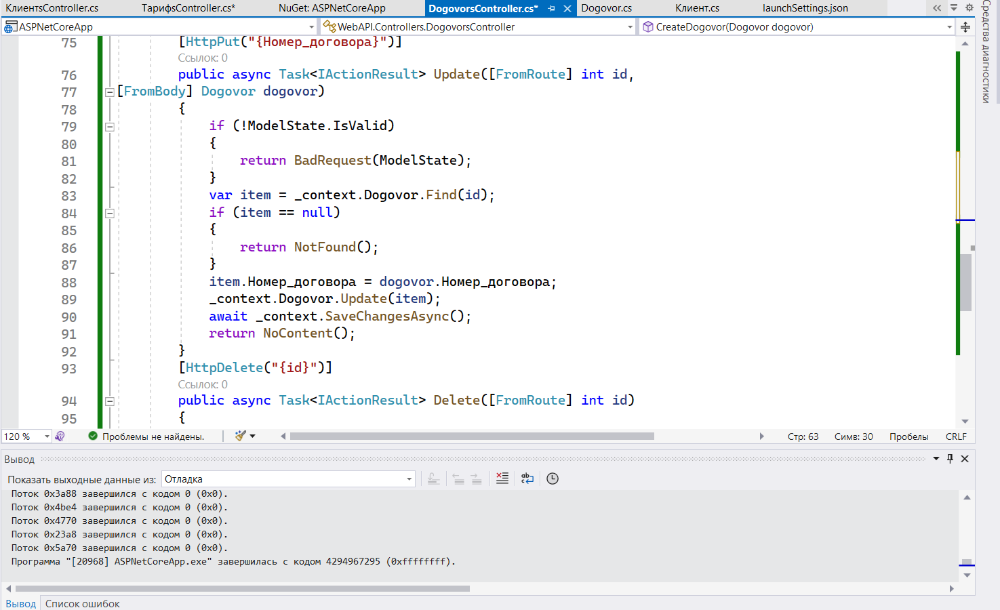 КлиентsController.cs ТарифsController.cs* NuGet: ASPNetCoreApp DogovorsController.cs* Dogovor.cs Клиент.cs launchSettings.json
Средства диагностики
ASPNetCoreApp WebAPI.Controllers.DogovorsController CreateDogovor(Dogovor dogovor)
75 [HttpPut("{Номер_договора}")]
Ссылок: 0
76 public async Task<IActionResult> Update([FromRoute] int id,
77 [FromBody] Dogovor dogovor)
78 {
79 if (!ModelState.IsValid)
80 {
81 return BadRequest(ModelState);
82 }
83 var item = _context.Dogovor.Find(id);
84 if (item == null)
85 {
86 return NotFound();
87 }
88 item.Номер_договора = dogovor.Номер_договора;
89 _context.Dogovor.Update(item);
90 await _context.SaveChangesAsync();
91 return NoContent();
92 }
93 [HttpDelete("{id}")]
Ссылок: 0
94 public async Task<IActionResult> Delete([FromRoute] int id)
95 {
120 % Проблемы не найдены. Стр: 63 Симв: 30 Пробелы CRLF
Вывод
Показать выходные данные из: Отладка
Поток 0x3a88 завершился с кодом 0 (0x0).
Поток 0x4be4 завершился с кодом 0 (0x0).
Поток 0x4770 завершился с кодом 0 (0x0).
Поток 0x23a8 завершился с кодом 0 (0x0).
Поток 0x5a70 завершился с кодом 0 (0x0).
Программа "[20968] ASPNetCoreApp.exe" завершилась с кодом 4294967295 (0xffffffff).
Вывод Список ошибок